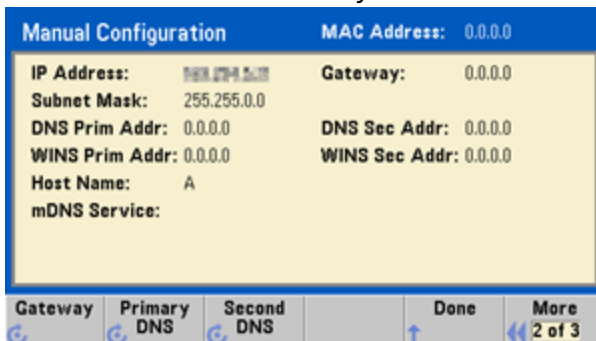 Manual Configuration MAC Address: 0.0.0.0
IP Address: Gateway: 0.0.0.0
Subnet Mask: 255.255.0.0
DNS Prim Addr: 0.0.0.0 DNS Sec Addr: 0.0.0.0
WINS Prim Addr: 0.0.0.0 WINS Sec Addr: 0.0.0.0
Host Name: A
mDNS Service:
Gateway Primary Second Done More
DNS DNS 2 of 3